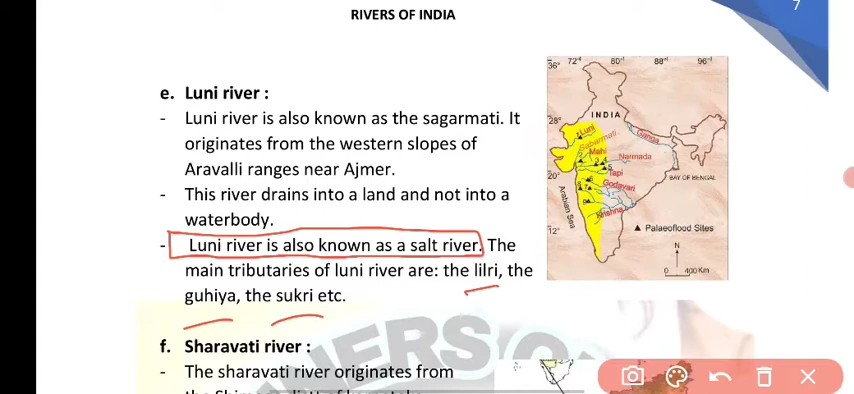 RIVERS OF INDIA
7
e. Luni river :
- Luni river is also known as the sagarmati. It
originates from the western slopes of
Aravalli ranges near Ajmer.
- This river drains into a land and not into a
waterbody.
- Luni river is also known as a salt river. The
main tributaries of luni river are: the lilri, the
guhiya, the sukri etc.
f. Sharavati river :
- The sharavati river originates from
36° 72° 80° 88° 96°
INDIA
28°
Luni
Ganga
Sabarmati
Mahi
Narmada
20°
Tapi
BAY OF BENGAL
Godavari
Arabian Sea
Krishna
12°
▲ Palaeoflood Sites
N
0 400 Km